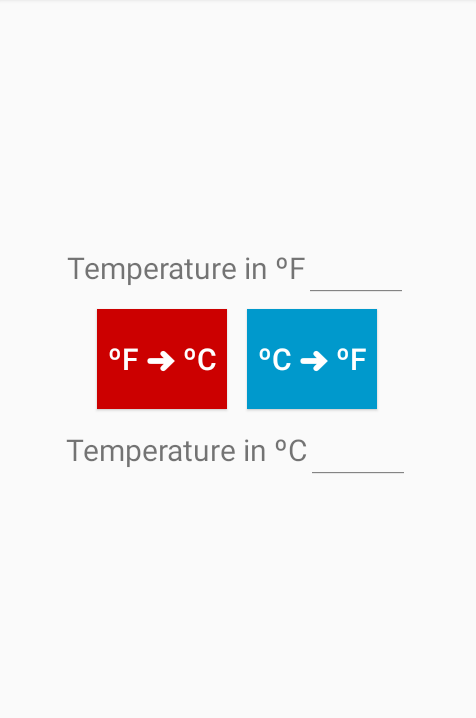 Temperature in ºF
ºF ➔ ºC
ºC ➔ ºF
Temperature in ºC